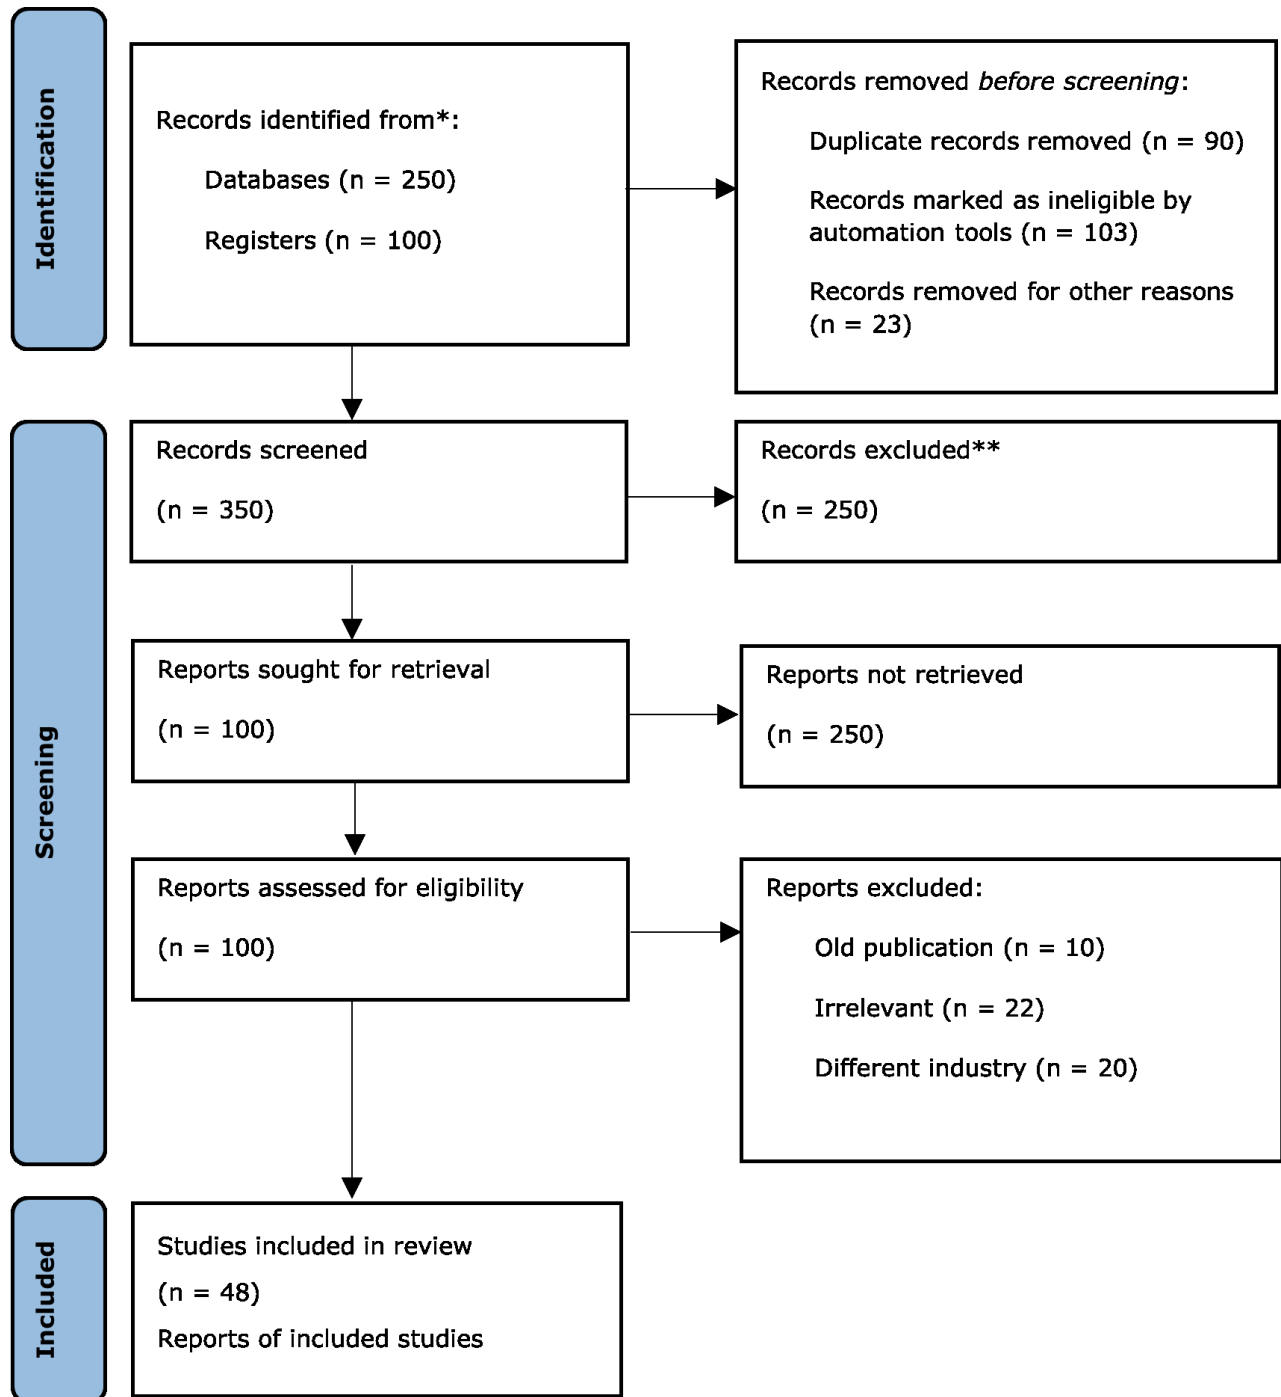 Identification
Records identified from*:
Databases (n = 250)
Registers (n = 100)
Records removed before screening:
Duplicate records removed (n = 90)
Records marked as ineligible by
automation tools (n = 103)
Records removed for other reasons
(n = 23)
Screening
Records screened
(n = 350)
Records excluded**
(n = 250)
Reports sought for retrieval
(n = 100)
Reports not retrieved
(n = 250)
Reports assessed for eligibility
(n = 100)
Reports excluded:
Old publication (n = 10)
Irrelevant (n = 22)
Different industry (n = 20)
Included
Studies included in review
(n = 48)
Reports of included studies